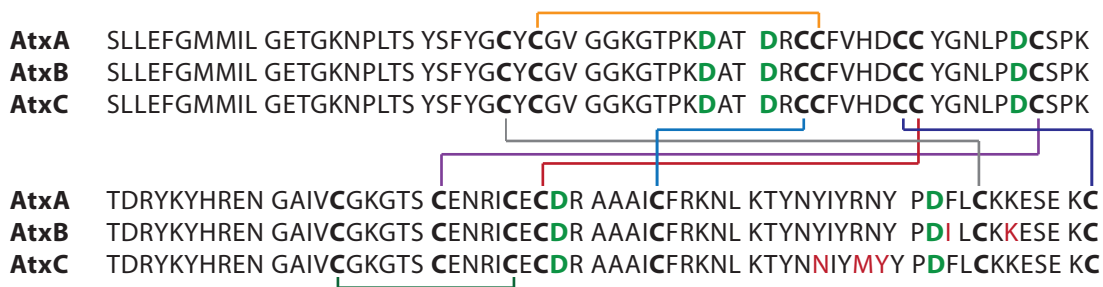 AtxA SLLEFGMMIL GETGKNPLTS YSFYGCYCGV GGKGTPKDAT DRCCFVHDCC YGNLPDCSPK
AtxB SLLEFGMMIL GETGKNPLTS YSFYGCYCGV GGKGTPKDAT DRCCFVHDCC YGNLPDCSPK
AtxC SLLEFGMMIL GETGKNPLTS YSFYGCYCGV GGKGTPKDAT DRCCFVHDCC YGNLPDCSPK
AtxA TDRYKYHREN GAIVCGKGTS CENRICECDR AAAICFRKNL KTYNYIYRNY PDFLCKKESE KC
AtxB TDRYKYHREN GAIVCGKGTS CENRICECDR AAAICFRKNL KTYNYIYRNY PDILCKKESE KC
AtxC TDRYKYHREN GAIVCGKGTS CENRICECDR AAAICFRKNL KTYNNIYMYY PDFLCKKESE KC